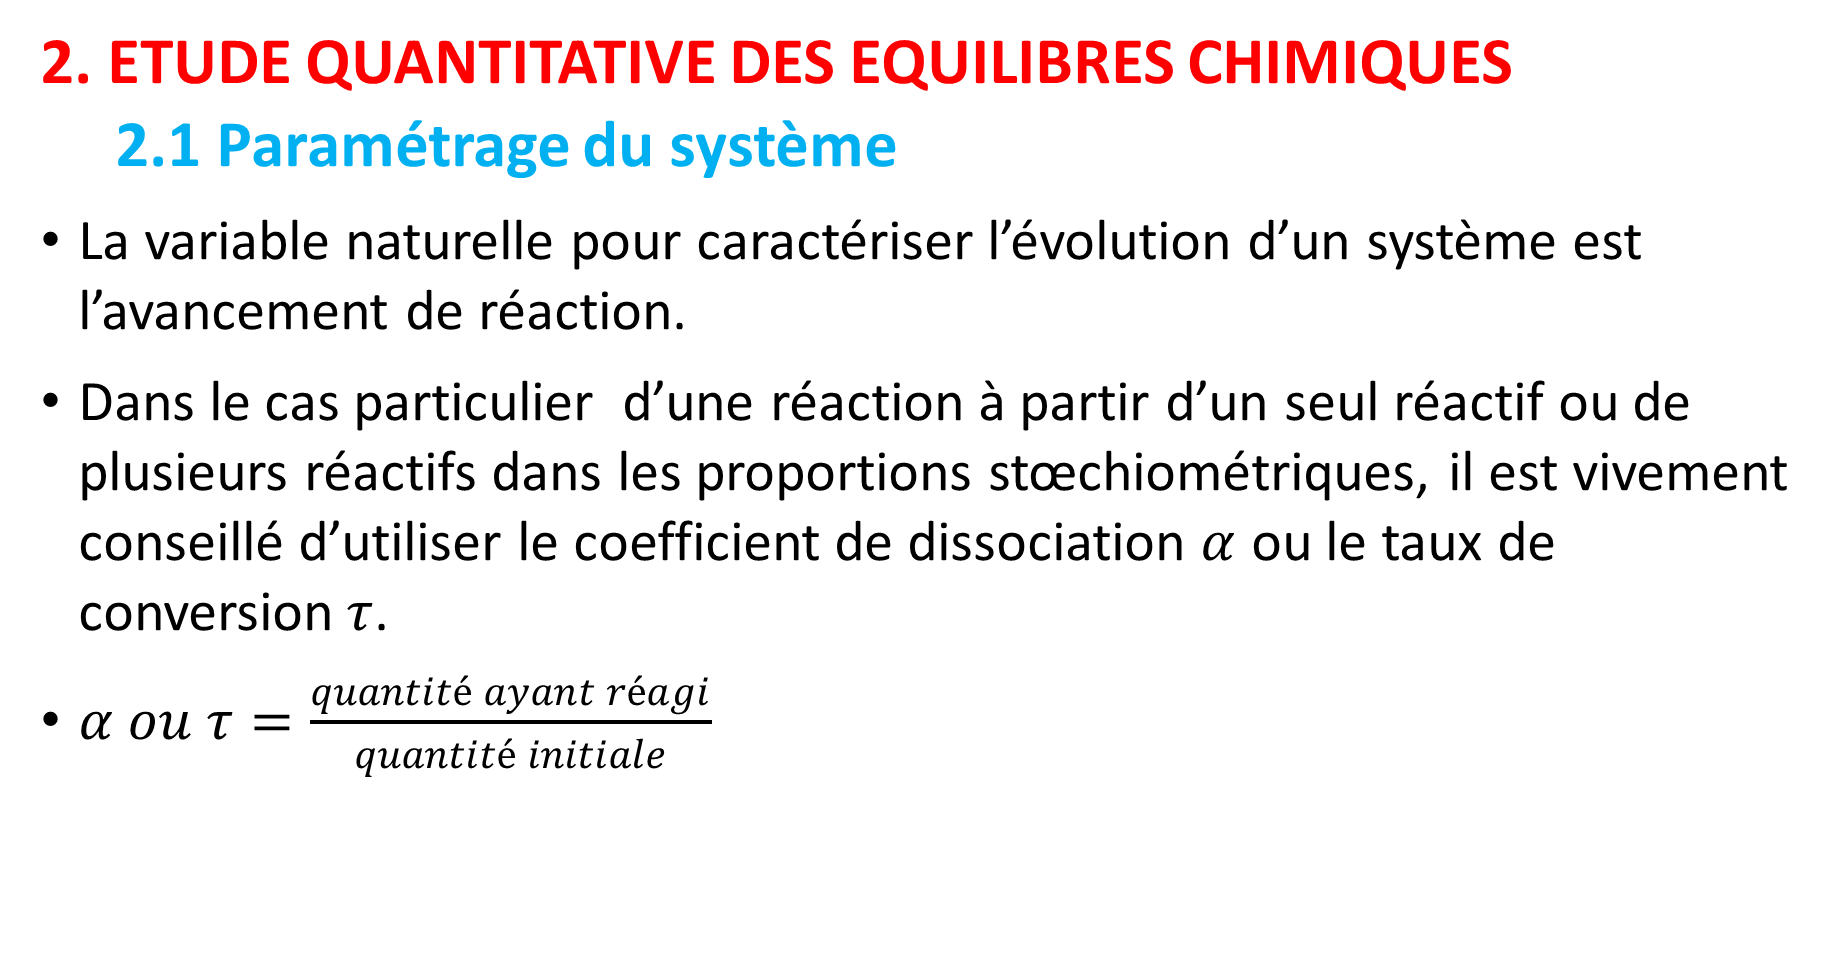 2. ETUDE QUANTITATIVE DES EQUILIBRES CHIMIQUES
2.1 Paramétrage du système
• La variable naturelle pour caractériser l’évolution d’un système est
l’avancement de réaction.
• Dans le cas particulier  d’une réaction à partir d’un seul réactif ou de
plusieurs réactifs dans les proportions stœchiométriques, il est vivement
conseillé d’utiliser le coefficient de dissociation 𝛼 ou le taux de
conversion 𝜏.
• 𝛼 ou 𝜏 = quantité ayant réagi / quantité initiale